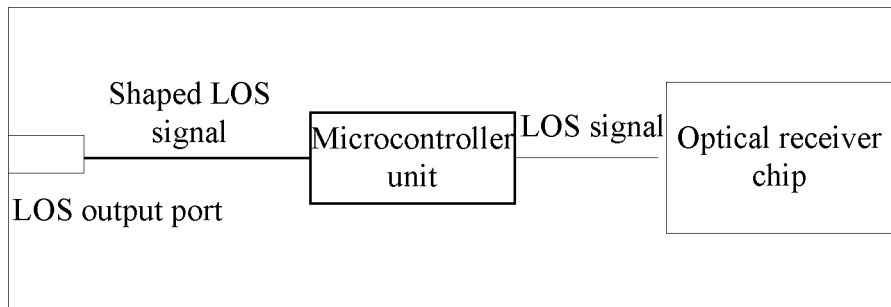 Shaped LOS
signal
LOS output port
Microcontroller
unit
LOS signal
Optical receiver
chip